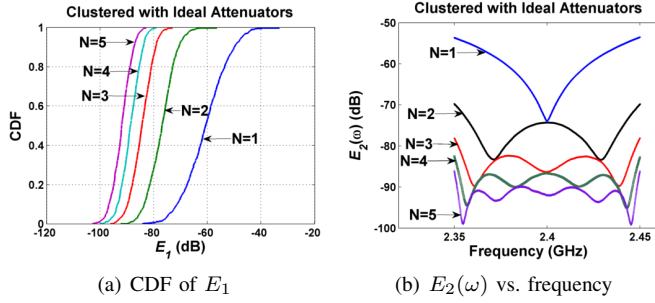 Clustered with Ideal Attenuators
CDF
1
0.8
0.6
0.4
0.2
0
N=5
N=4
N=3
N=2
N=1
-120 -100 -80 -60 -40 -20
E1 (dB)
(a) CDF of E1
Clustered with Ideal Attenuators
E2(ω) (dB)
-50
-60
-70
-80
-90
-100
N=1
N=2
N=3
N=4
N=5
2.35 2.4 2.45
Frequency (GHz)
(b) E2(ω) vs. frequency